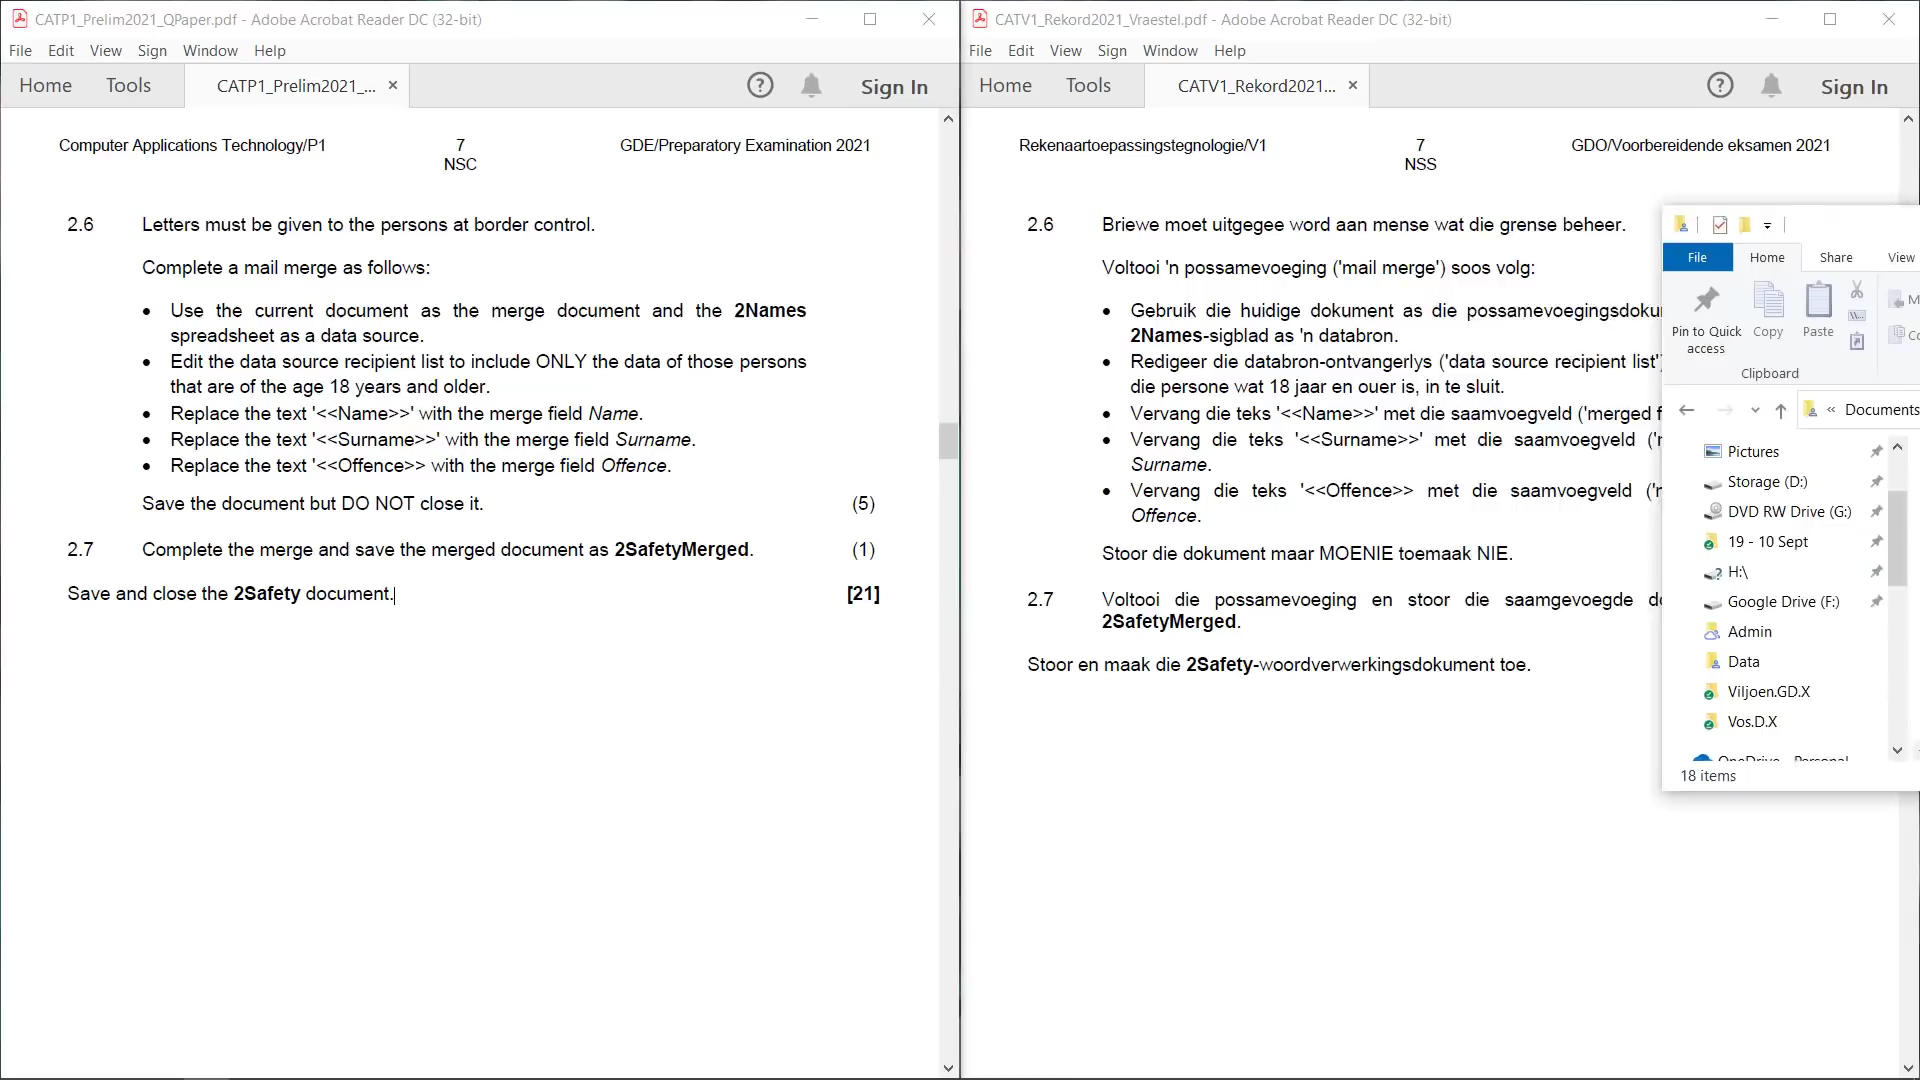 CATP1_Prelim2021_QPaper.pdf - Adobe Acrobat Reader DC (32-bit)
File Edit View Sign Window Help
Home Tools CATP1_Prelim2021_... × Sign In
Computer Applications Technology/P1 7 GDE/Preparatory Examination 2021
NSC
2.6 Letters must be given to the persons at border control.
Complete a mail merge as follows:
• Use the current document as the merge document and the 2Names
spreadsheet as a data source.
• Edit the data source recipient list to include ONLY the data of those persons
that are of the age 18 years and older.
• Replace the text '<<Name>>' with the merge field Name.
• Replace the text '<<Surname>>' with the merge field Surname.
• Replace the text '<<Offence>> with the merge field Offence.
Save the document but DO NOT close it. (5)
2.7 Complete the merge and save the merged document as 2SafetyMerged. (1)
Save and close the 2Safety document. [21]
CATV1_Rekord2021_Vraestel.pdf - Adobe Acrobat Reader DC (32-bit)
File Edit View Sign Window Help
Home Tools CATV1_Rekord2021... × Sign In
Rekenaartoepassingstegnologie/V1 7 GDO/Voorbereidende eksamen 2021
NSS
2.6 Briewe moet uitgegee word aan mense wat die grense beheer.
Voltooi 'n possamevoeging ('mail merge') soos volg:
• Gebruik die huidige dokument as die possamevoegingsdoku
2Names-sigblad as 'n databron.
• Redigeer die databron-ontvangerlys ('data source recipient list'
die persone wat 18 jaar en ouer is, in te sluit.
• Vervang die teks '<<Name>>' met die saamvoegveld ('merged f
• Vervang die teks '<<Surname>>' met die saamvoegveld ('
Surname.
• Vervang die teks '<<Offence>> met die saamvoegveld ('
Offence.
Stoor die dokument maar MOENIE toemaak NIE.
2.7 Voltooi die possamevoeging en stoor die saamgevoegde d
2SafetyMerged.
Stoor en maak die 2Safety-woordverwerkingsdokument toe.
File Home Share View
Pin to Quick access Copy Paste
Clipboard
« Documents
Pictures
Storage (D:)
DVD RW Drive (G:)
19 - 10 Sept
H:\
Google Drive (F:)
Admin
Data
Viljoen.GD.X
Vos.D.X
OneDrive - Personal
18 items